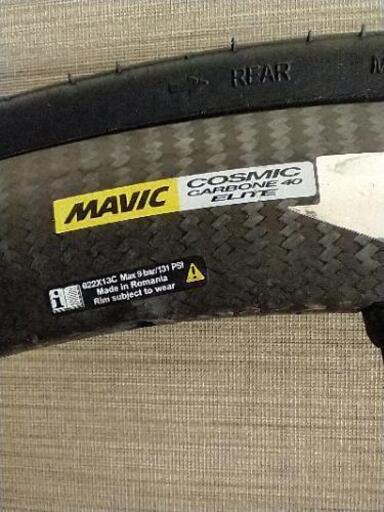 REAR M
MAVIC
COSMIC
CARBONE 40
ELITE
622X13C Max 9 bar/131 PSI
Made in Romania
Rim subject to wear